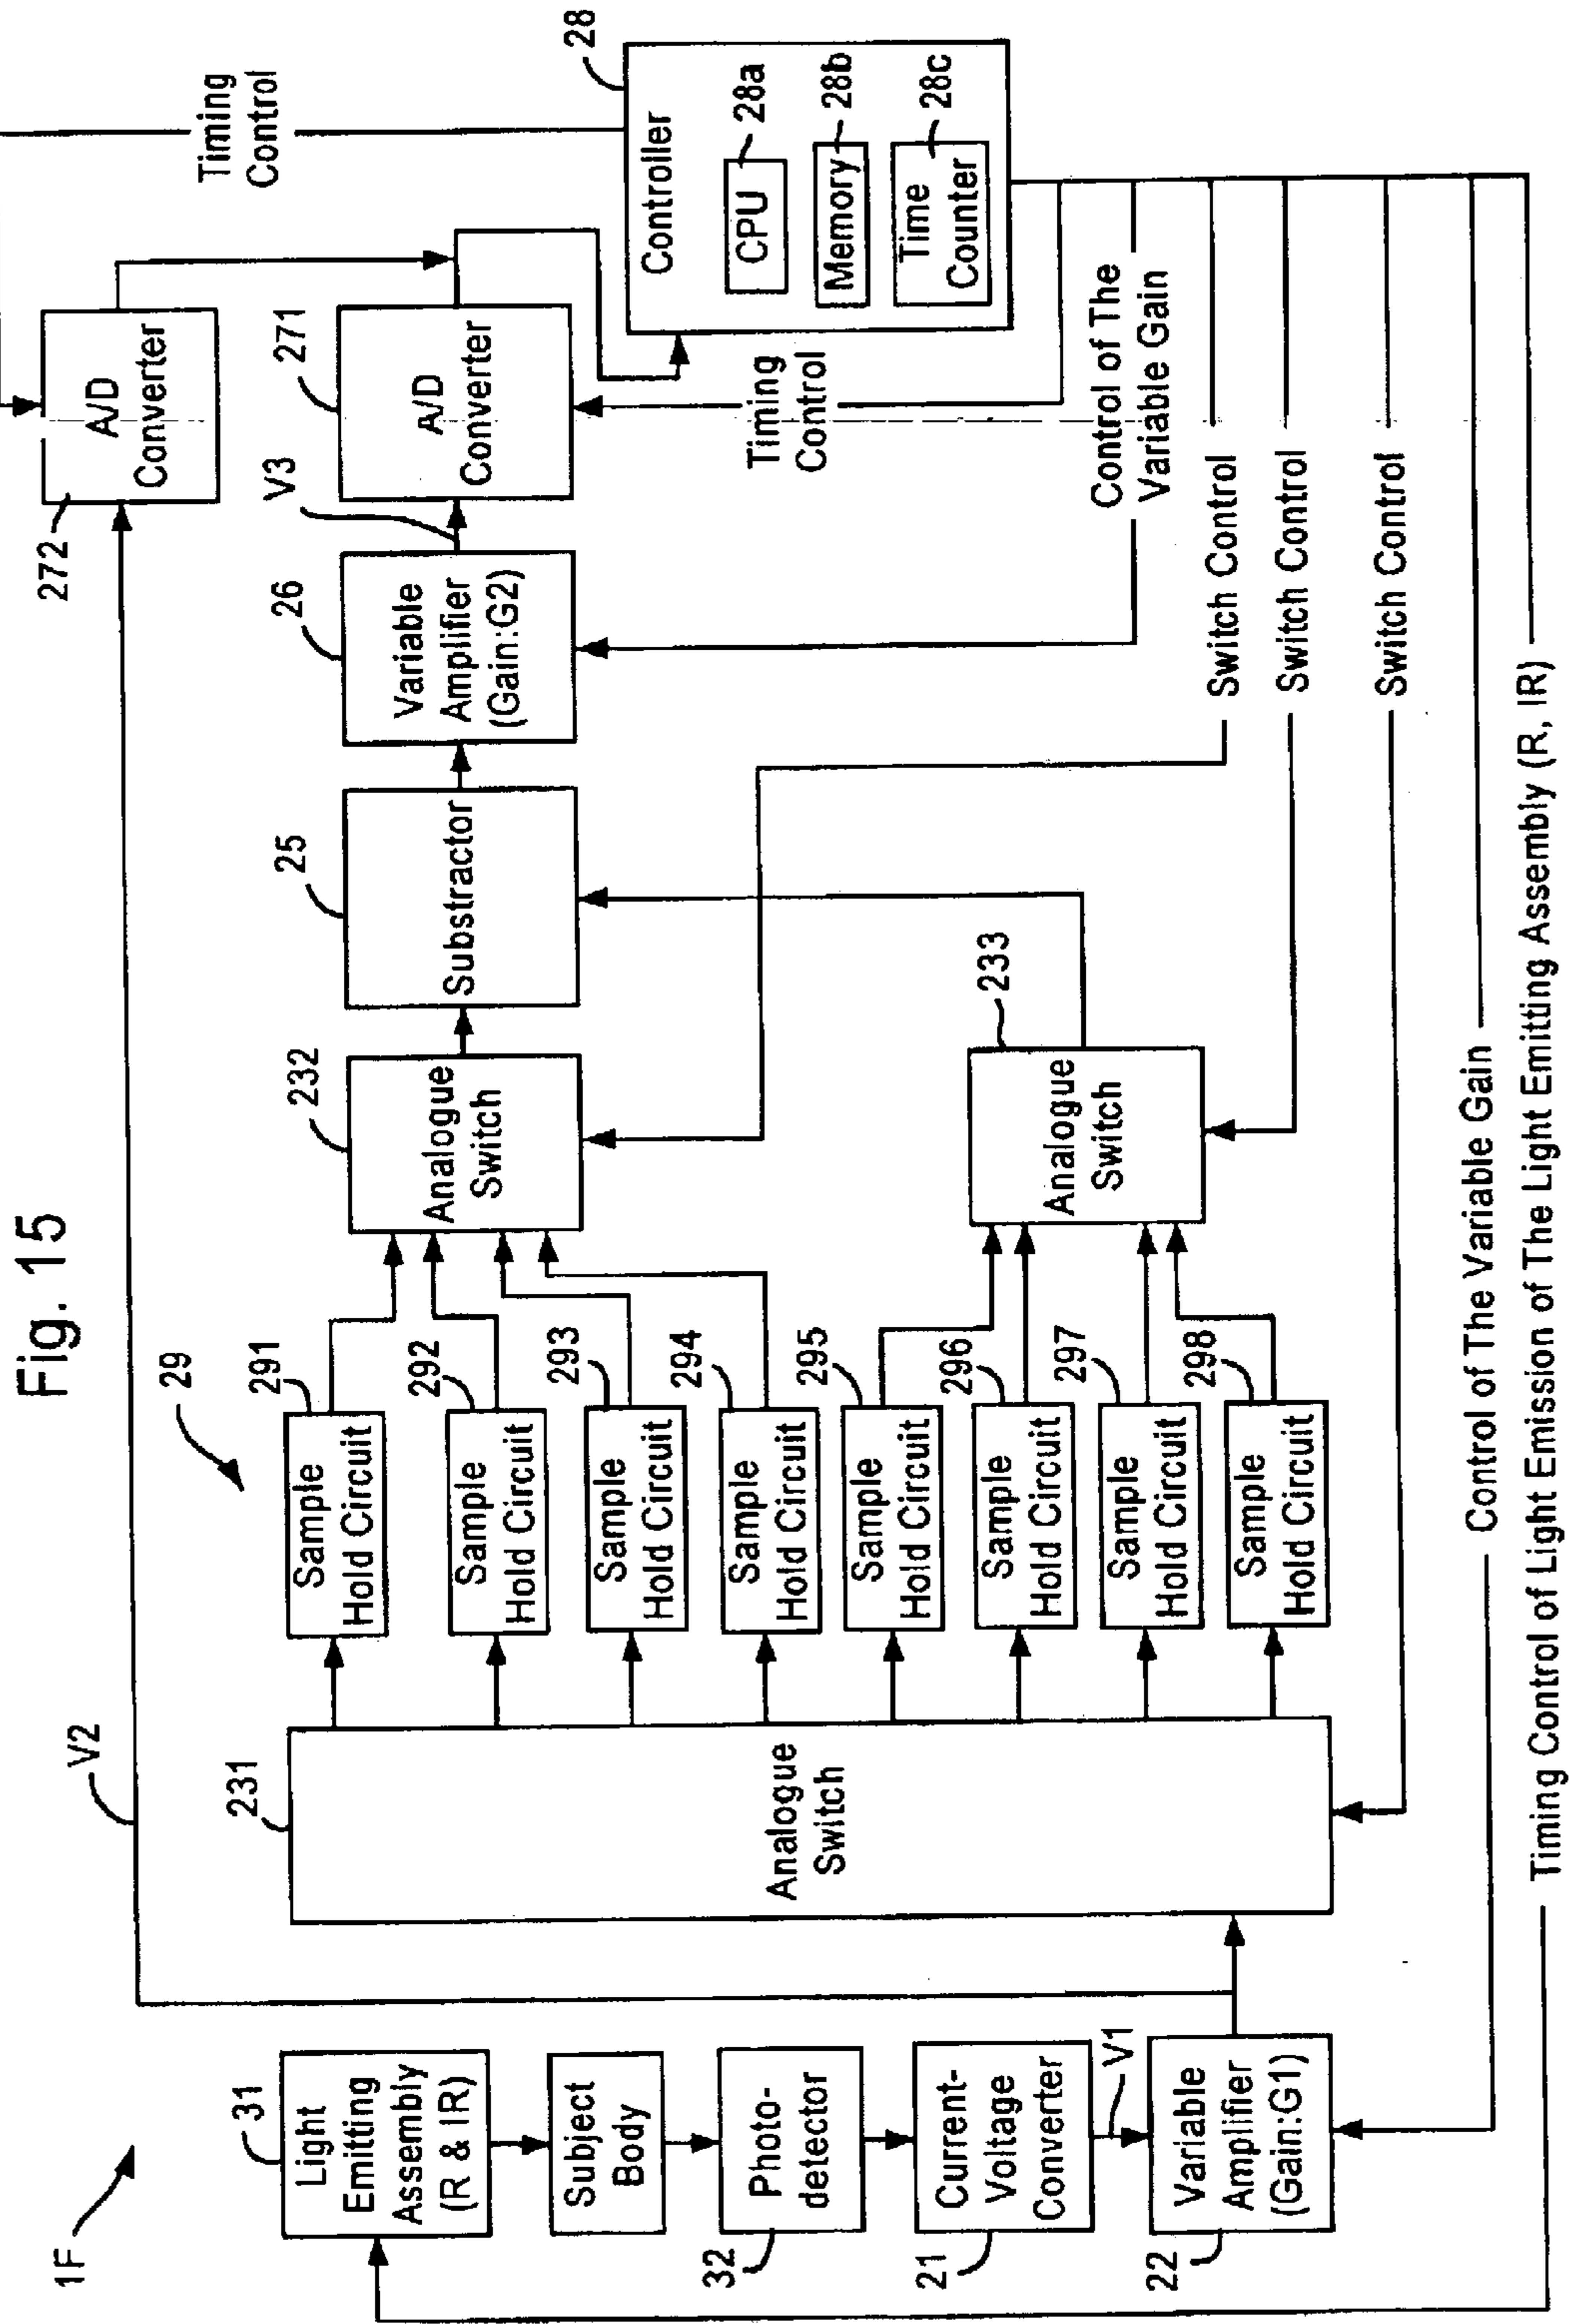 Fig. 15
1F
31
Light
Emitting
Assembly
(R & IR)
Subject
Body
Photo-
detector
32
Current-
Voltage
Converter
21
V1
Variable
Amplifier
(Gain:G1)
22
V2
231
Analogue
Switch
29
291
Sample
Hold Circuit
292
Sample
Hold Circuit
293
Sample
Hold Circuit
294
Sample
Hold Circuit
295
Sample
Hold Circuit
296
Sample
Hold Circuit
297
Sample
Hold Circuit
298
Sample
Hold Circuit
232
Analogue
Switch
233
Analogue
Switch
25
Substractor
26
Variable
Amplifier
(Gain:G2)
V3
272
A/D
Converter
271
A/D
Converter
Timing
Control
28
Controller
CPU
28a
Memory
28b
Time
Counter
28c
Timing
Control
Control of The
Variable Gain
Switch Control
Switch Control
Switch Control
Control of The Variable Gain
Timing Control of Light Emission of The Light Emitting Assembly (R, IR)